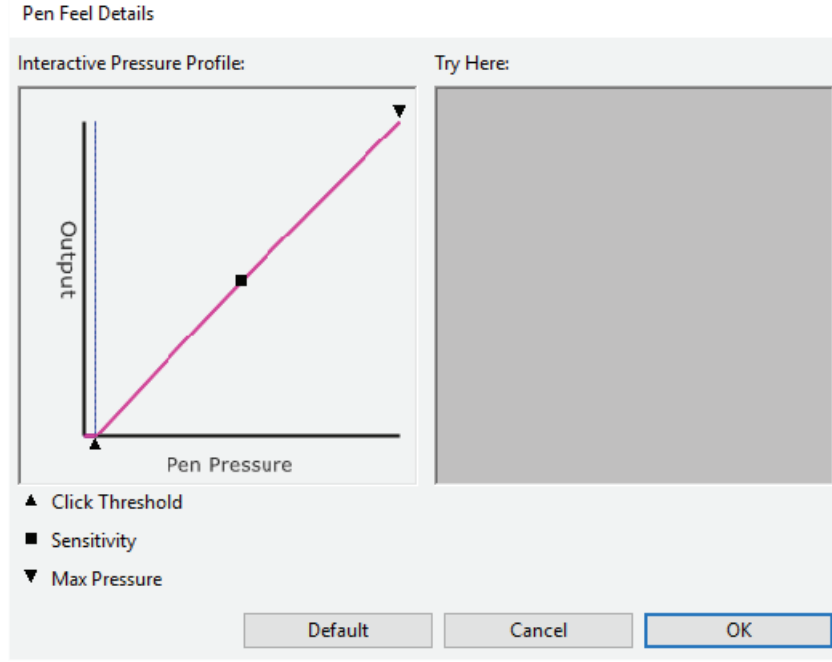 Pen Feel Details
Interactive Pressure Profile:
Try Here:
Output
Pen Pressure
Click Threshold
Sensitivity
Max Pressure
Default
Cancel
OK